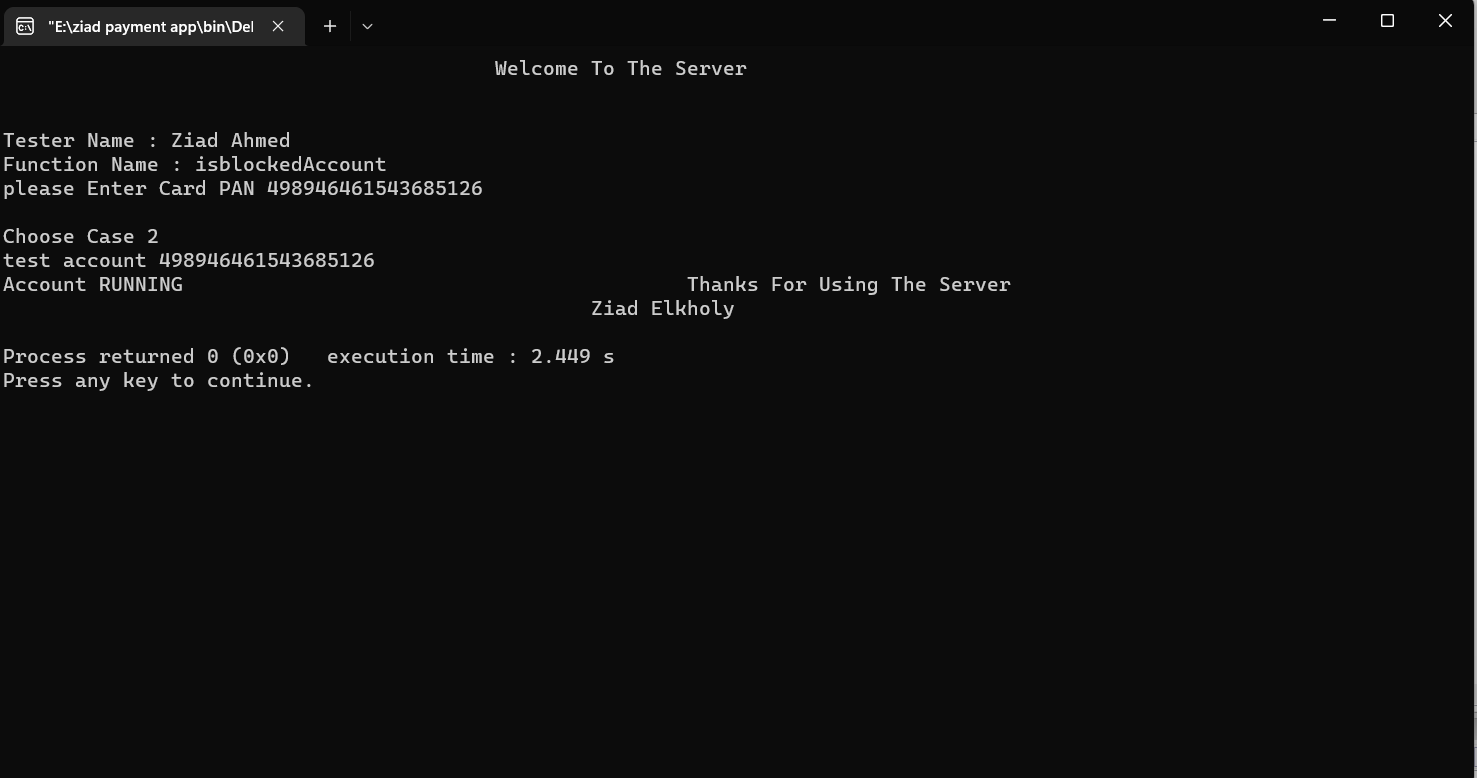 "E:\ziad payment app\bin\Del
Welcome To The Server
Tester Name : Ziad Ahmed
Function Name : isblockedAccount
please Enter Card PAN 498946461543685126
Choose Case 2
test account 498946461543685126
Account RUNNING Thanks For Using The Server
Ziad Elkholy
Process returned 0 (0x0) execution time : 2.449 s
Press any key to continue.